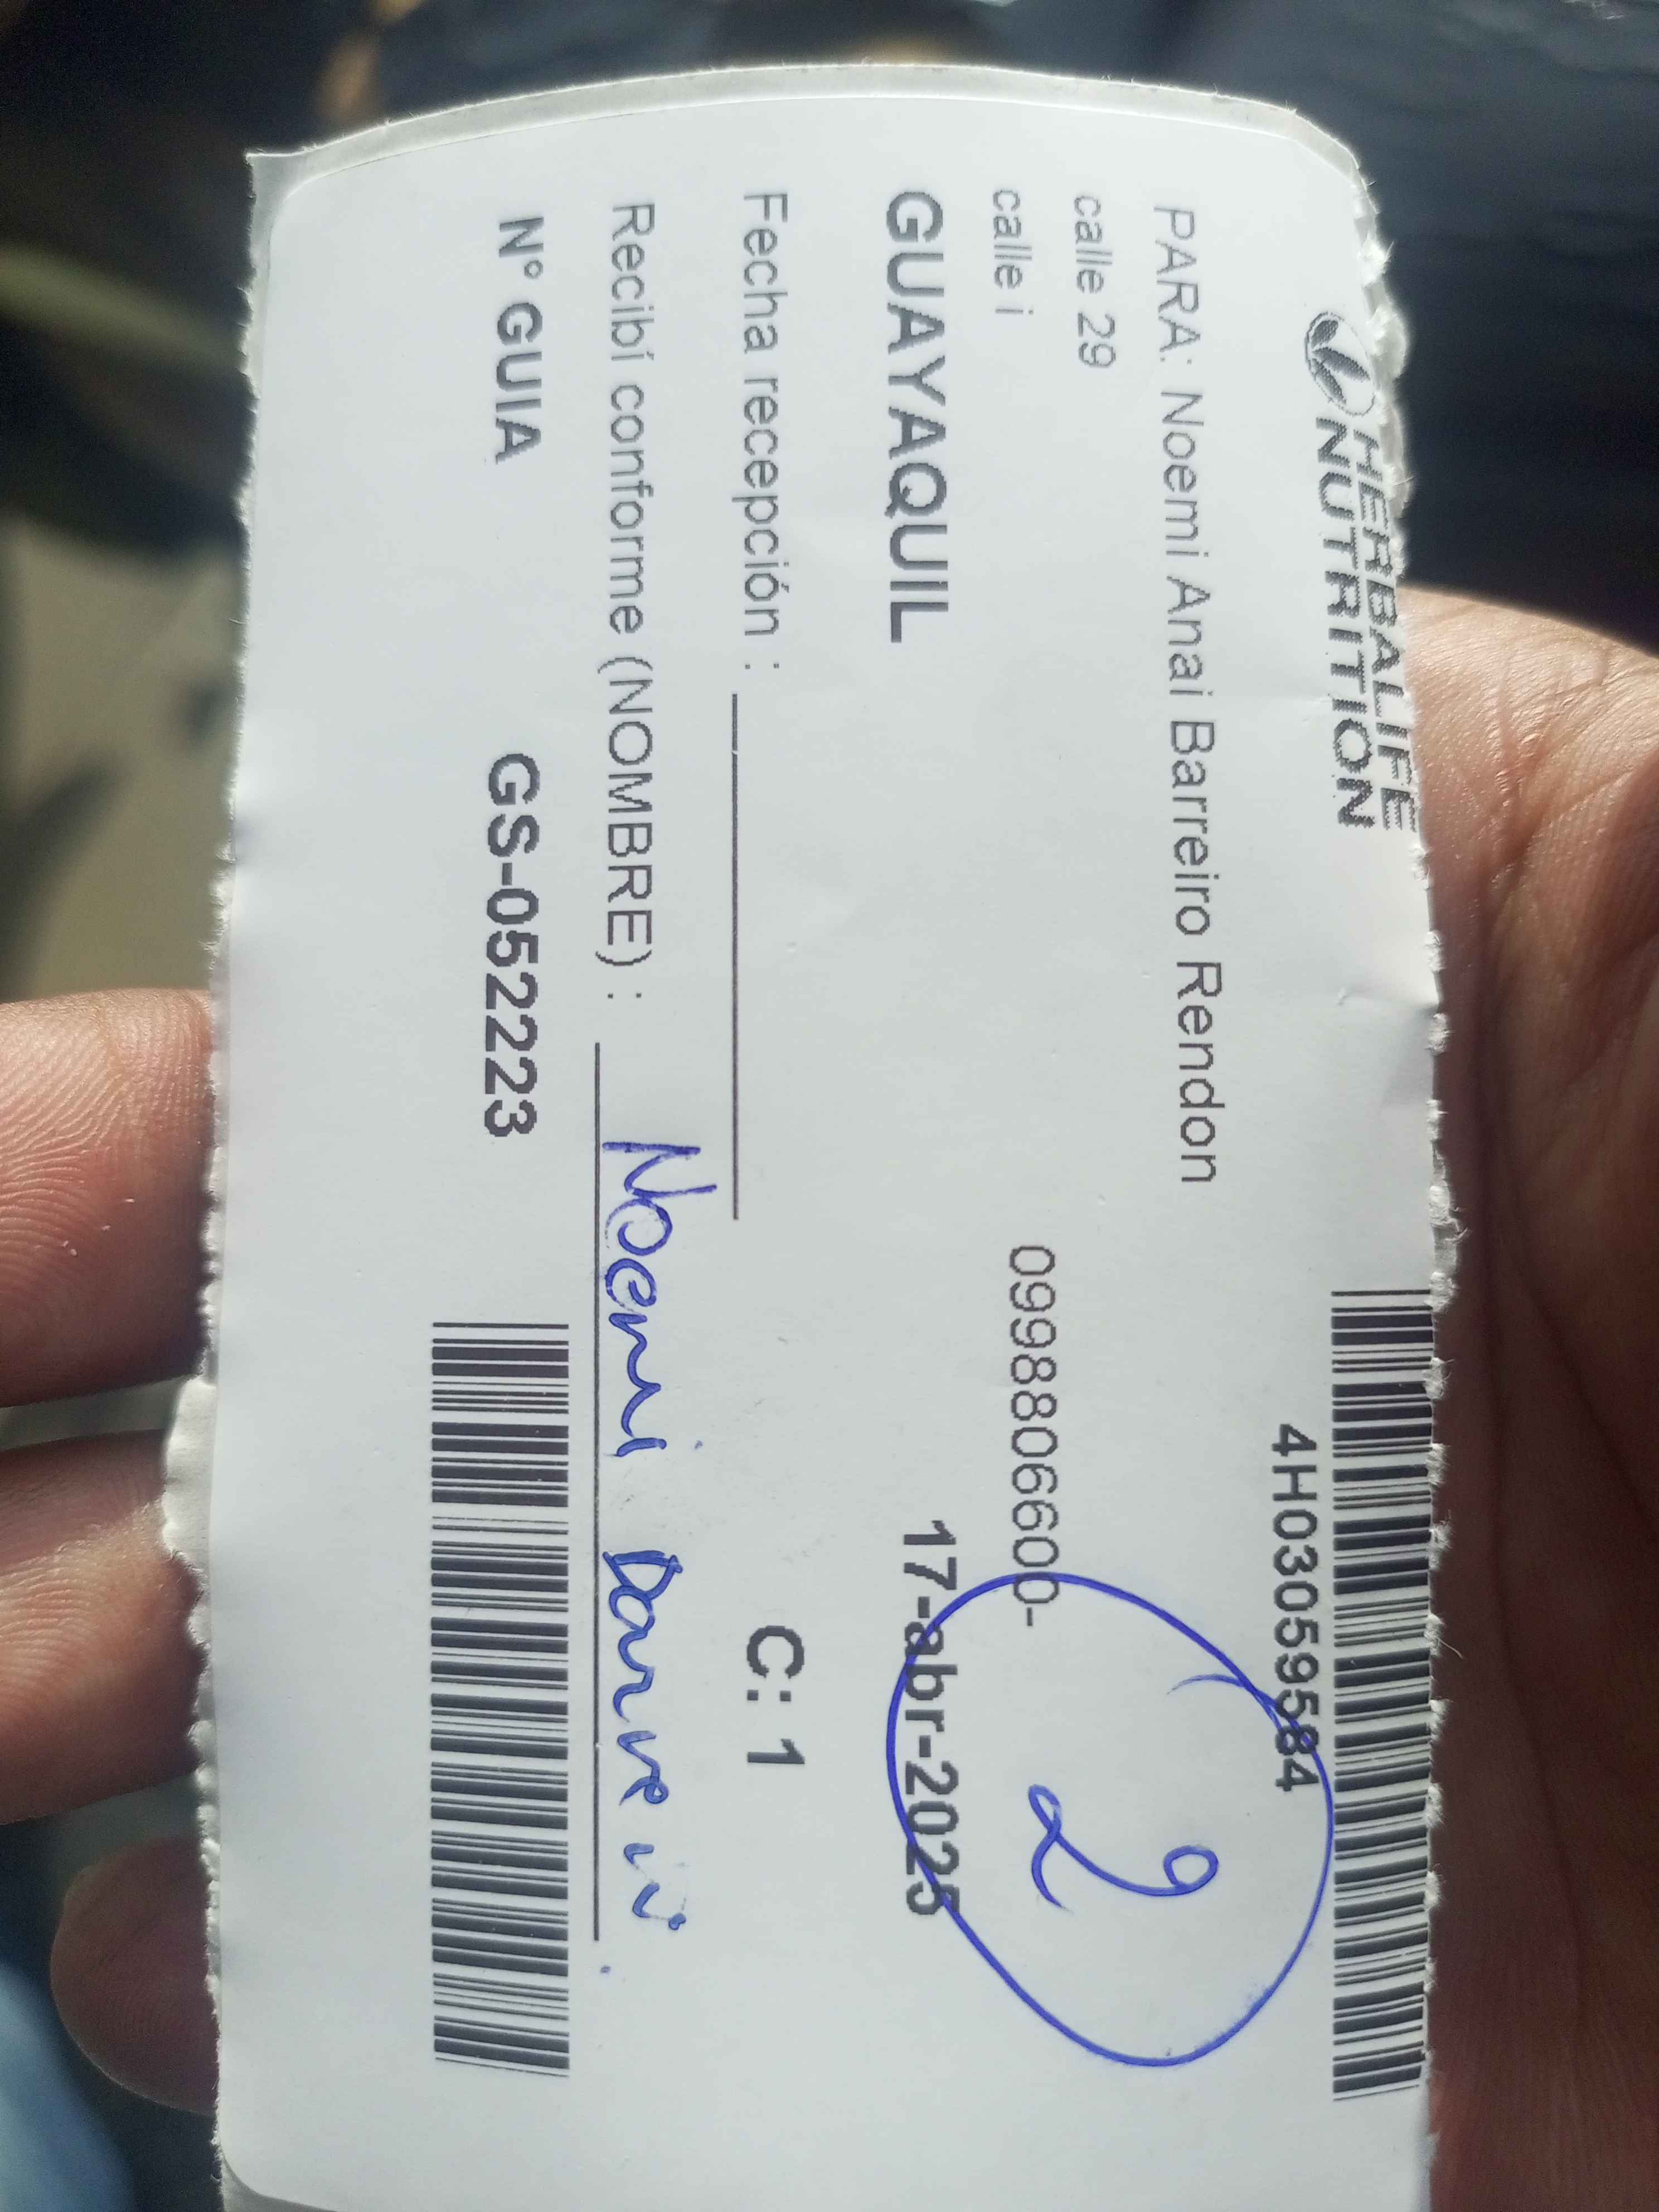 HERBALIFE
NUTRITION
4H03059584
PARA: Noemi Anai Barreiro Rendon
calle 29
calle i
0998806600-
2
GUAYAQUIL
17-abr-2025
Fecha recepción :
C: 1
Recibí conforme (NOMBRE) : Noemi
N° GUIA
GS-052223